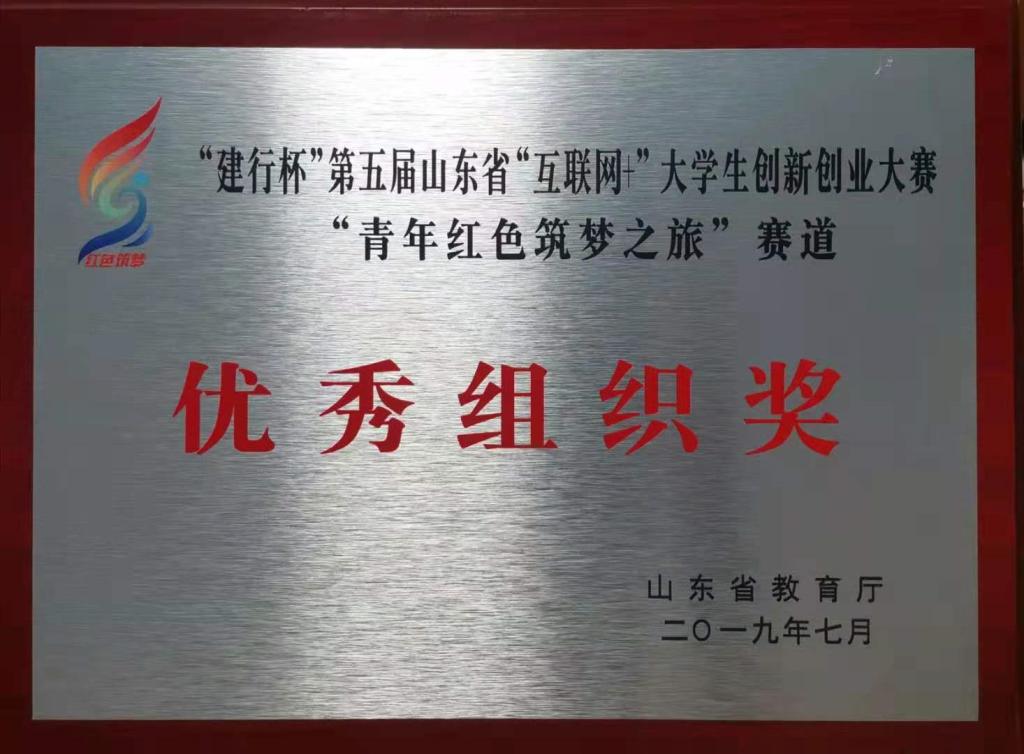 “建行杯”第五届山东省“互联网+”大学生创新创业大赛
“青年红色筑梦之旅”赛道
红色筑梦
优秀组织奖
山东省教育厅
二〇一九年七月